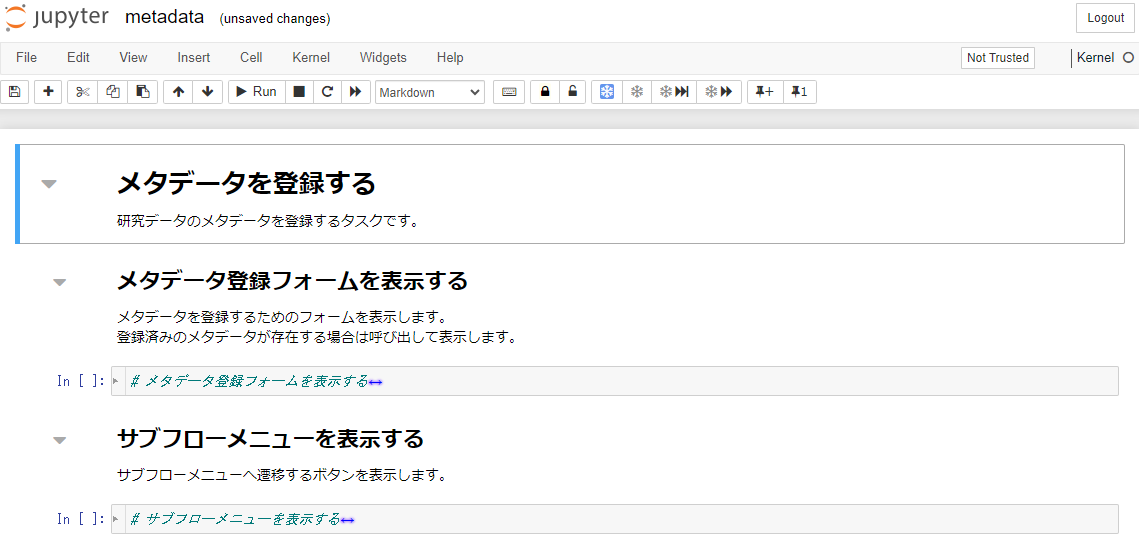 jupyter metadata (unsaved changes) Logout
File Edit View Insert Cell Kernel Widgets Help Not Trusted Kernel
Run Markdown + 1
メタデータを登録する
研究データのメタデータを登録するタスクです。
メタデータ登録フォームを表示する
メタデータを登録するためのフォームを表示します。
登録済みのメタデータが存在する場合は呼び出して表示します。
In [ ]: # メタデータ登録フォームを表示する↔
サブフローメニューを表示する
サブフローメニューへ遷移するボタンを表示します。
In [ ]: # サブフローメニューを表示する↔